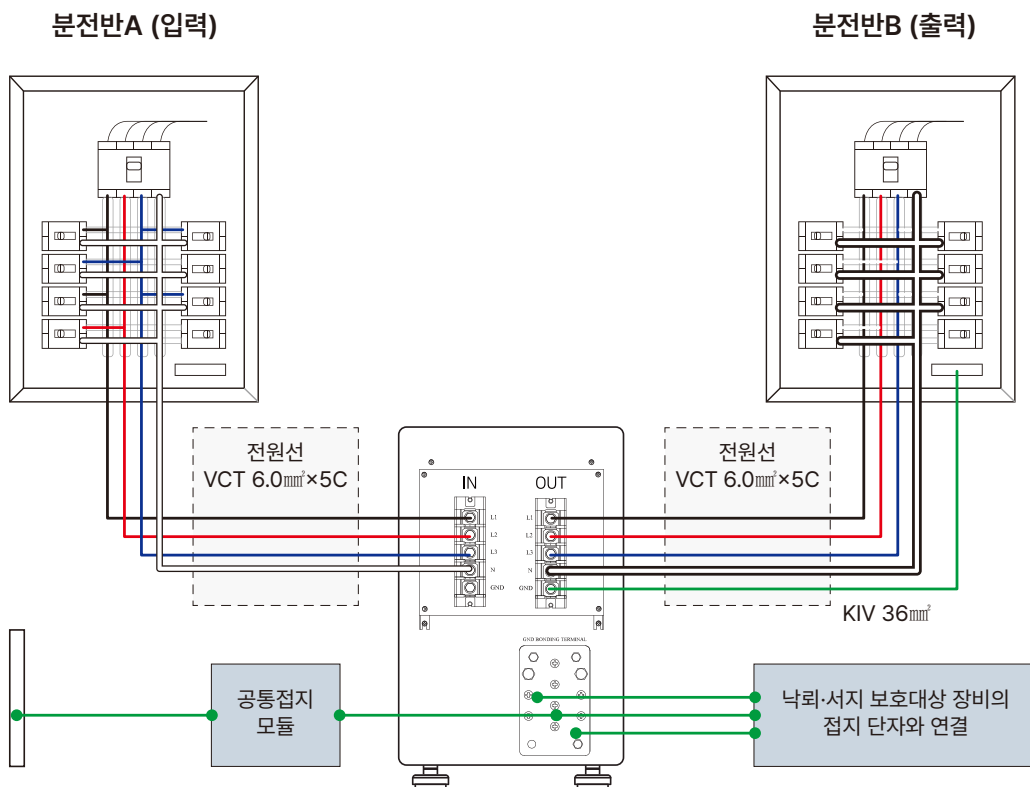 분전반A (입력)
분전반B (출력)
전원선
VCT 6.0㎟×5C
전원선
VCT 6.0㎟×5C
IN
OUT
L1
L2
L3
N
GND
L1
L2
L3
N
GND
KIV 36㎟
GND BONDING TERMINAL
공통접지
모듈
낙뢰·서지 보호대상 장비의
접지 단자와 연결